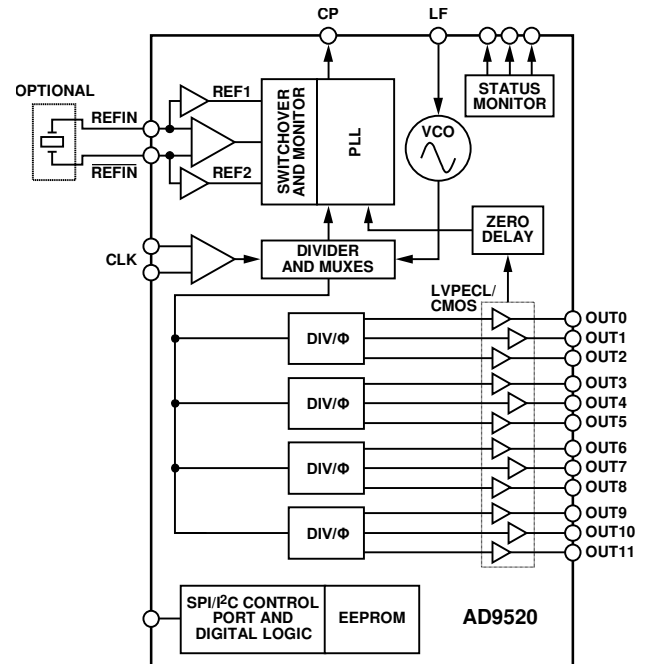 CP
LF
OPTIONAL
REFIN
REFIN
REF1
REF2
SWITCHOVER
AND MONITOR
PLL
VCO
STATUS
MONITOR
CLK
DIVIDER
AND MUXES
ZERO
DELAY
LVPECL/
CMOS
DIV/Φ
OUT0
OUT1
OUT2
DIV/Φ
OUT3
OUT4
OUT5
DIV/Φ
OUT6
OUT7
OUT8
DIV/Φ
OUT9
OUT10
OUT11
SPI/I²C CONTROL
PORT AND
DIGITAL LOGIC
EEPROM
AD9520